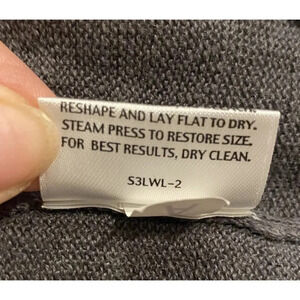 RESHAPE AND LAY FLAT TO DRY.
STEAM PRESS TO RESTORE SIZE.
FOR BEST RESULTS, DRY CLEAN.
S3LWL-2